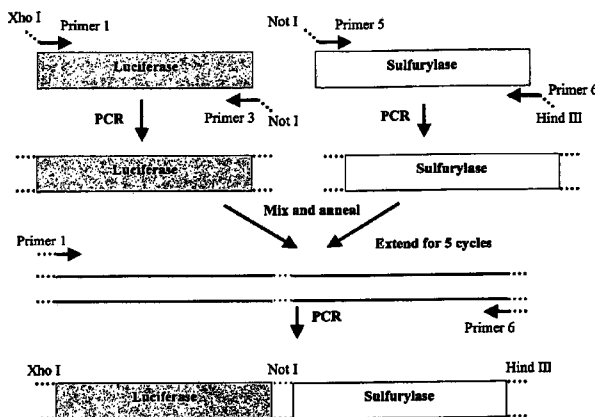 Xho I
Primer 1
Not I
Primer 5
Luciferase
Sulfurylase
PCR
Primer 3
Not I
PCR
Primer 6
Hind III
Luciferase
Sulfurylase
Mix and anneal
Primer 1
Extend for 5 cycles
PCR
Primer 6
Xho I
Not I
Hind III
Luciferase
Sulfurylase